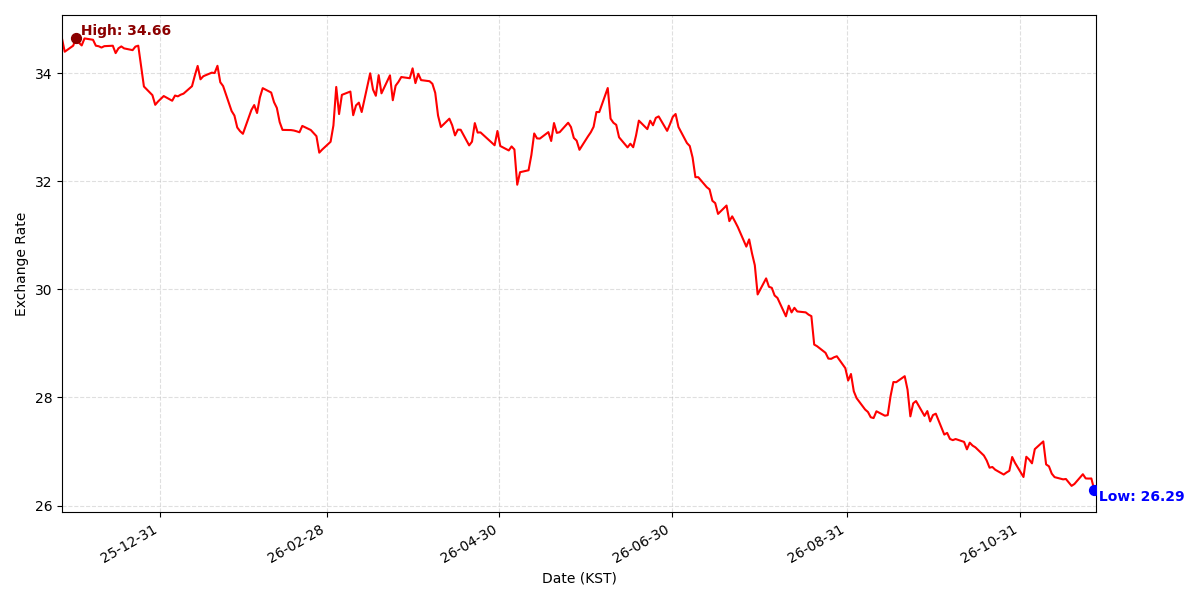 High: 34.66
34
32
30
28
26
Exchange Rate
Low: 26.29
25-12-31
26-02-28
26-04-30
26-06-30
26-08-31
26-10-31
Date (KST)